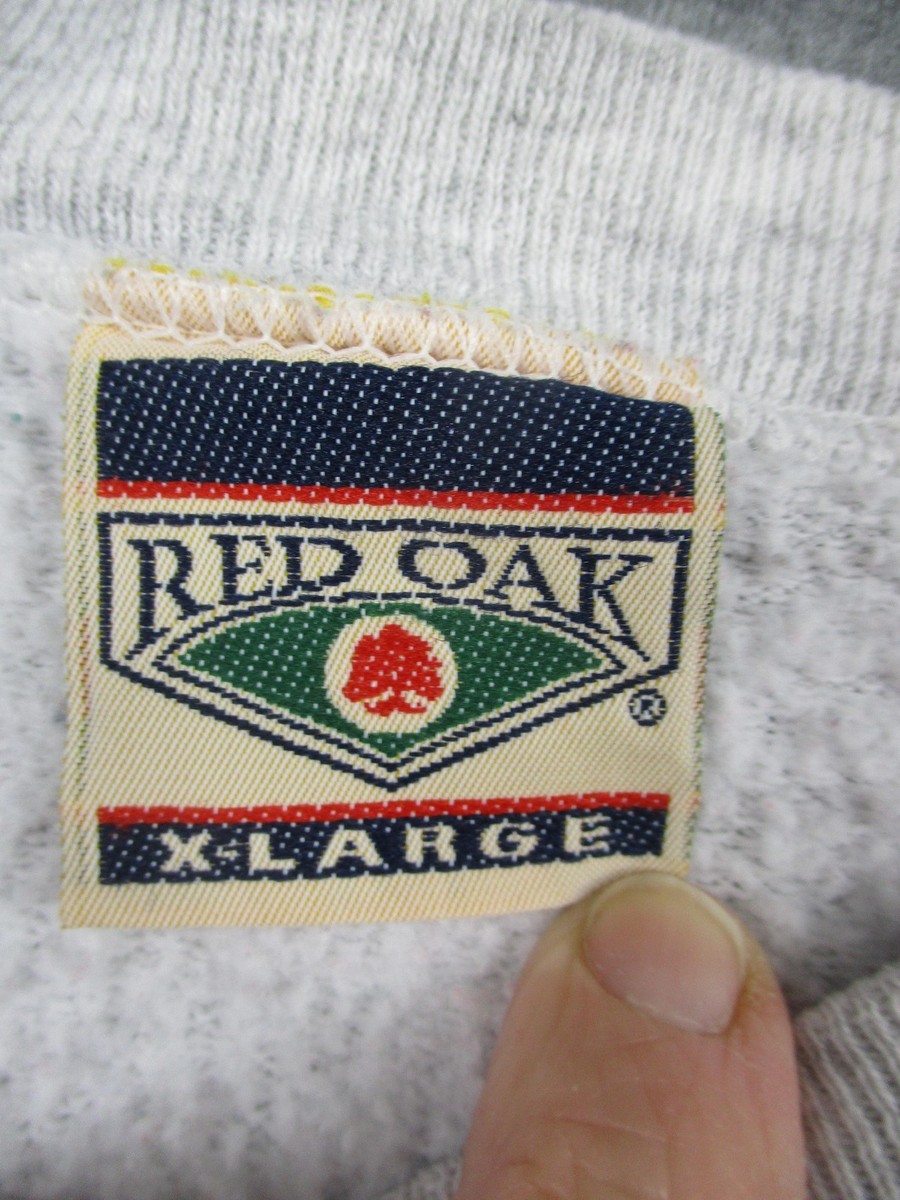 RED OAK
®
X-LARGE